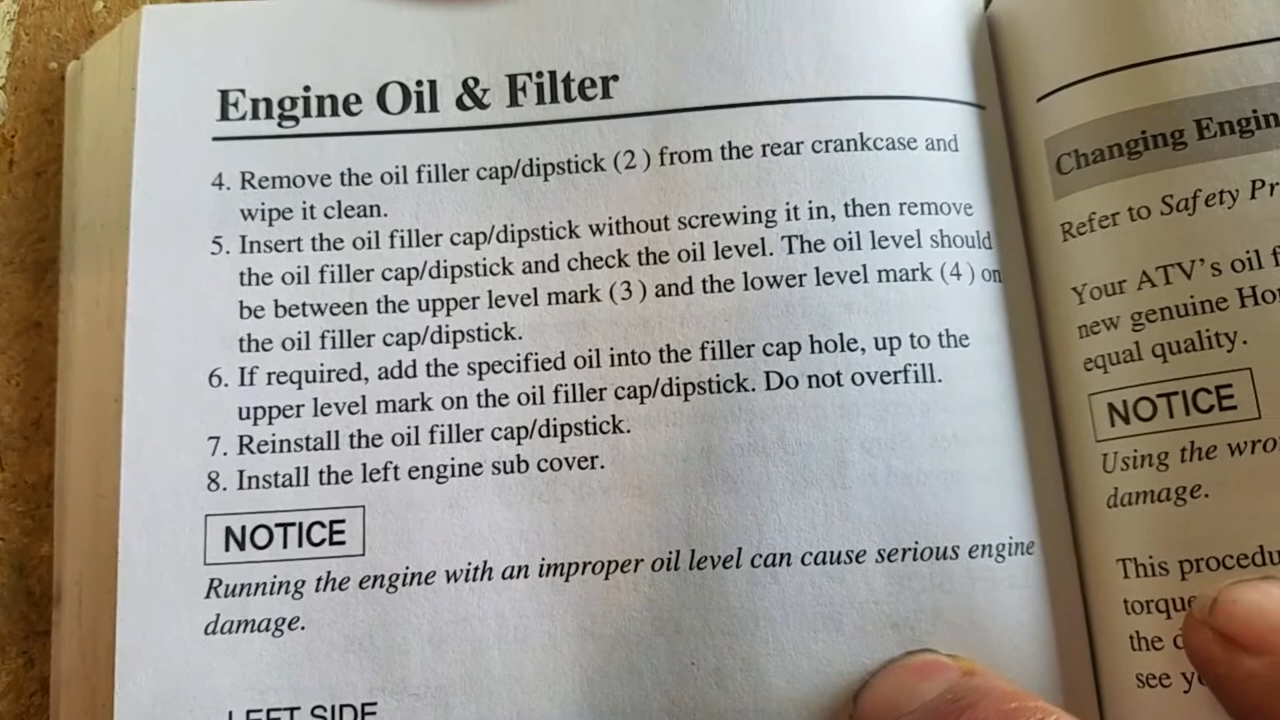 Engine Oil & Filter
4. Remove the oil filler cap/dipstick (2) from the rear crankcase and
wipe it clean.
5. Insert the oil filler cap/dipstick without screwing it in, then remove
the oil filler cap/dipstick and check the oil level. The oil level should
be between the upper level mark (3) and the lower level mark (4) on
the oil filler cap/dipstick.
6. If required, add the specified oil into the filler cap hole, up to the
upper level mark on the oil filler cap/dipstick. Do not overfill.
7. Reinstall the oil filler cap/dipstick.
8. Install the left engine sub cover.
NOTICE
Running the engine with an improper oil level can cause serious engine
damage.
LEFT SIDE
Changing
Refer to Safety
Your ATV's oil
new genuine
equal quality.
NOTICE
Using the
damage.
This
torque
the
see